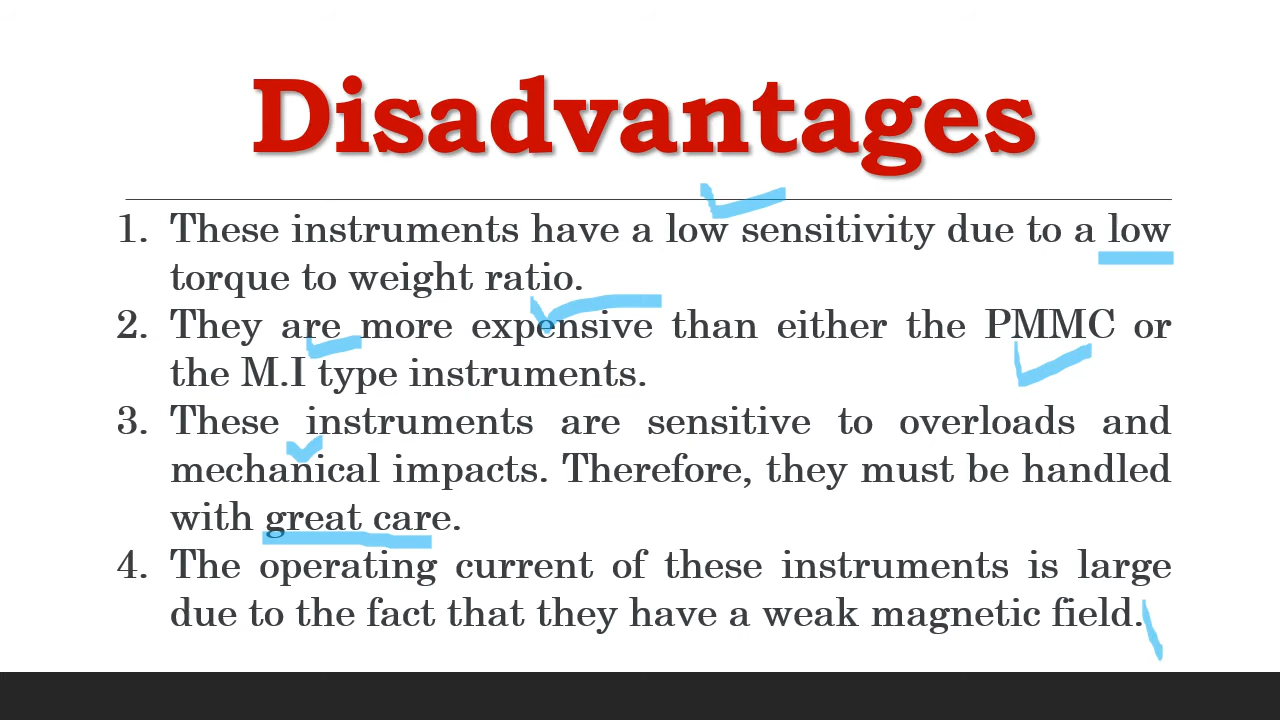 Disadvantages
1. These instruments have a low sensitivity due to a low
torque to weight ratio.
2. They are more expensive than either the PMMC or
the M.I type instruments.
3. These instruments are sensitive to overloads and
mechanical impacts. Therefore, they must be handled
with great care.
4. The operating current of these instruments is large
due to the fact that they have a weak magnetic field.